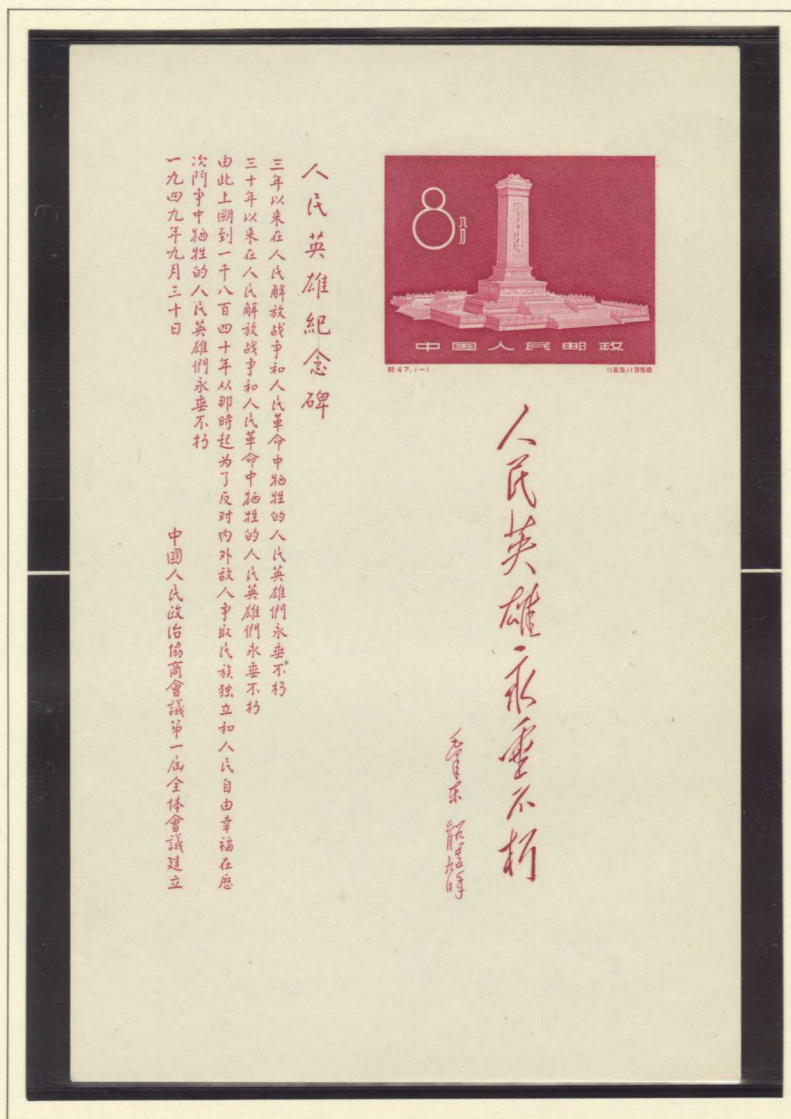 8分
中国人民邮政
纪47.1-1
(165)1958
人民英雄永垂不朽
毛泽东
人民英雄紀念碑
三年以来在人民解放战争和人民革命中牺牲的人民英雄們永垂不朽
三十年以来在人民解放战争和人民革命中牺牲的人民英雄們永垂不朽
由此上溯到一千八百四十年从那時起为了反对内外敌人争取民族独立和人民自由幸福在歷
次鬥争中牺牲的人民英雄們永垂不朽
一九四九年九月三十日
中國人民政治協商會議第一届全体會議建立